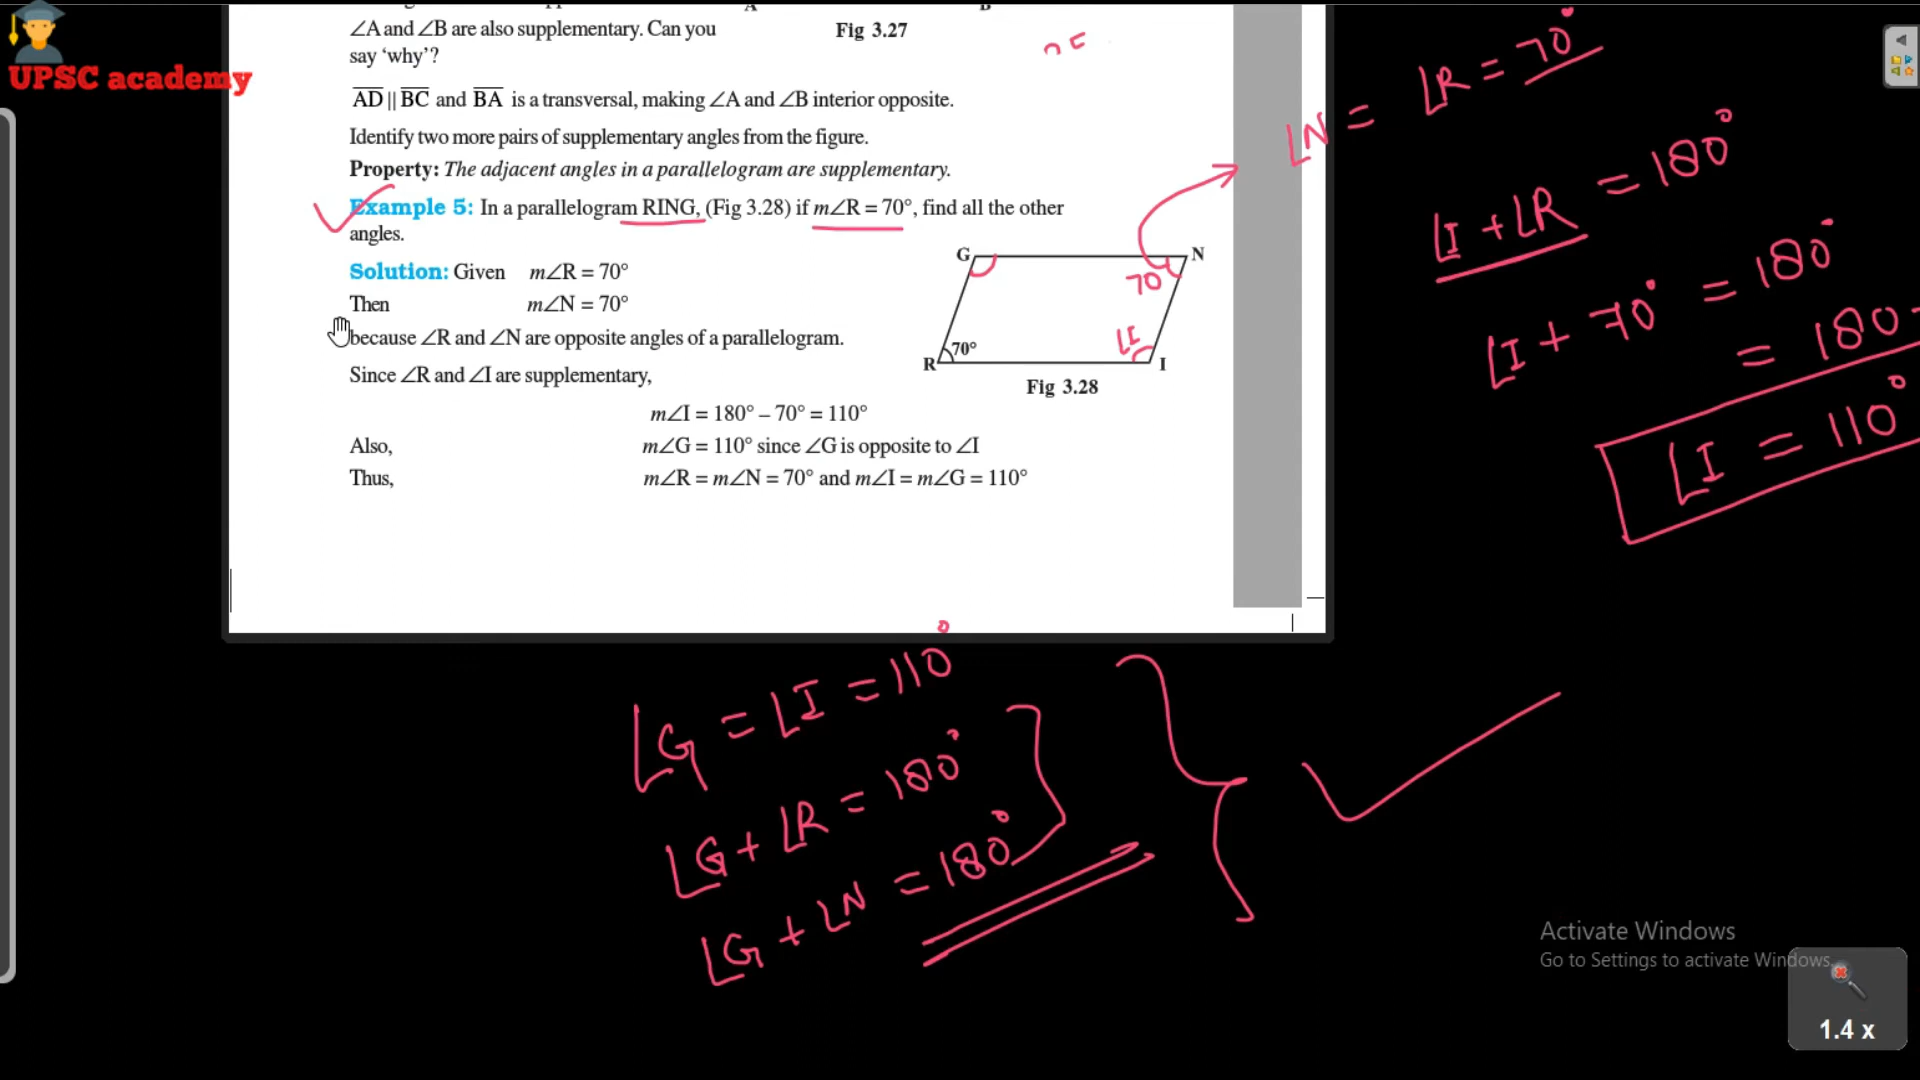 ∠A and ∠B are also supplementary. Can you
say ‘why’?
Fig 3.27
UPSC academy
AD || BC and BA is a transversal, making ∠A and ∠B interior opposite.
Identify two more pairs of supplementary angles from the figure.
Property: The adjacent angles in a parallelogram are supplementary.
Example 5: In a parallelogram RING, (Fig 3.28) if m∠R = 70°, find all the other
angles.
Solution: Given m∠R = 70°
Then m∠N = 70°
because ∠R and ∠N are opposite angles of a parallelogram.
Since ∠R and ∠I are supplementary,
m∠I = 180° – 70° = 110°
Also, m∠G = 110° since ∠G is opposite to ∠I
Thus, m∠R = m∠N = 70° and m∠I = m∠G = 110°
G
N
70
∠I
70°
R
I
Fig 3.28
∠N = ∠R = 70°
∠I + ∠R = 180°
∠I + 70° = 180°
= 180-
∠I = 110°
∠G = ∠I = 110°
∠G + ∠R = 180°
∠G + ∠N = 180°
Activate Windows
Go to Settings to activate Windows.
1.4 x